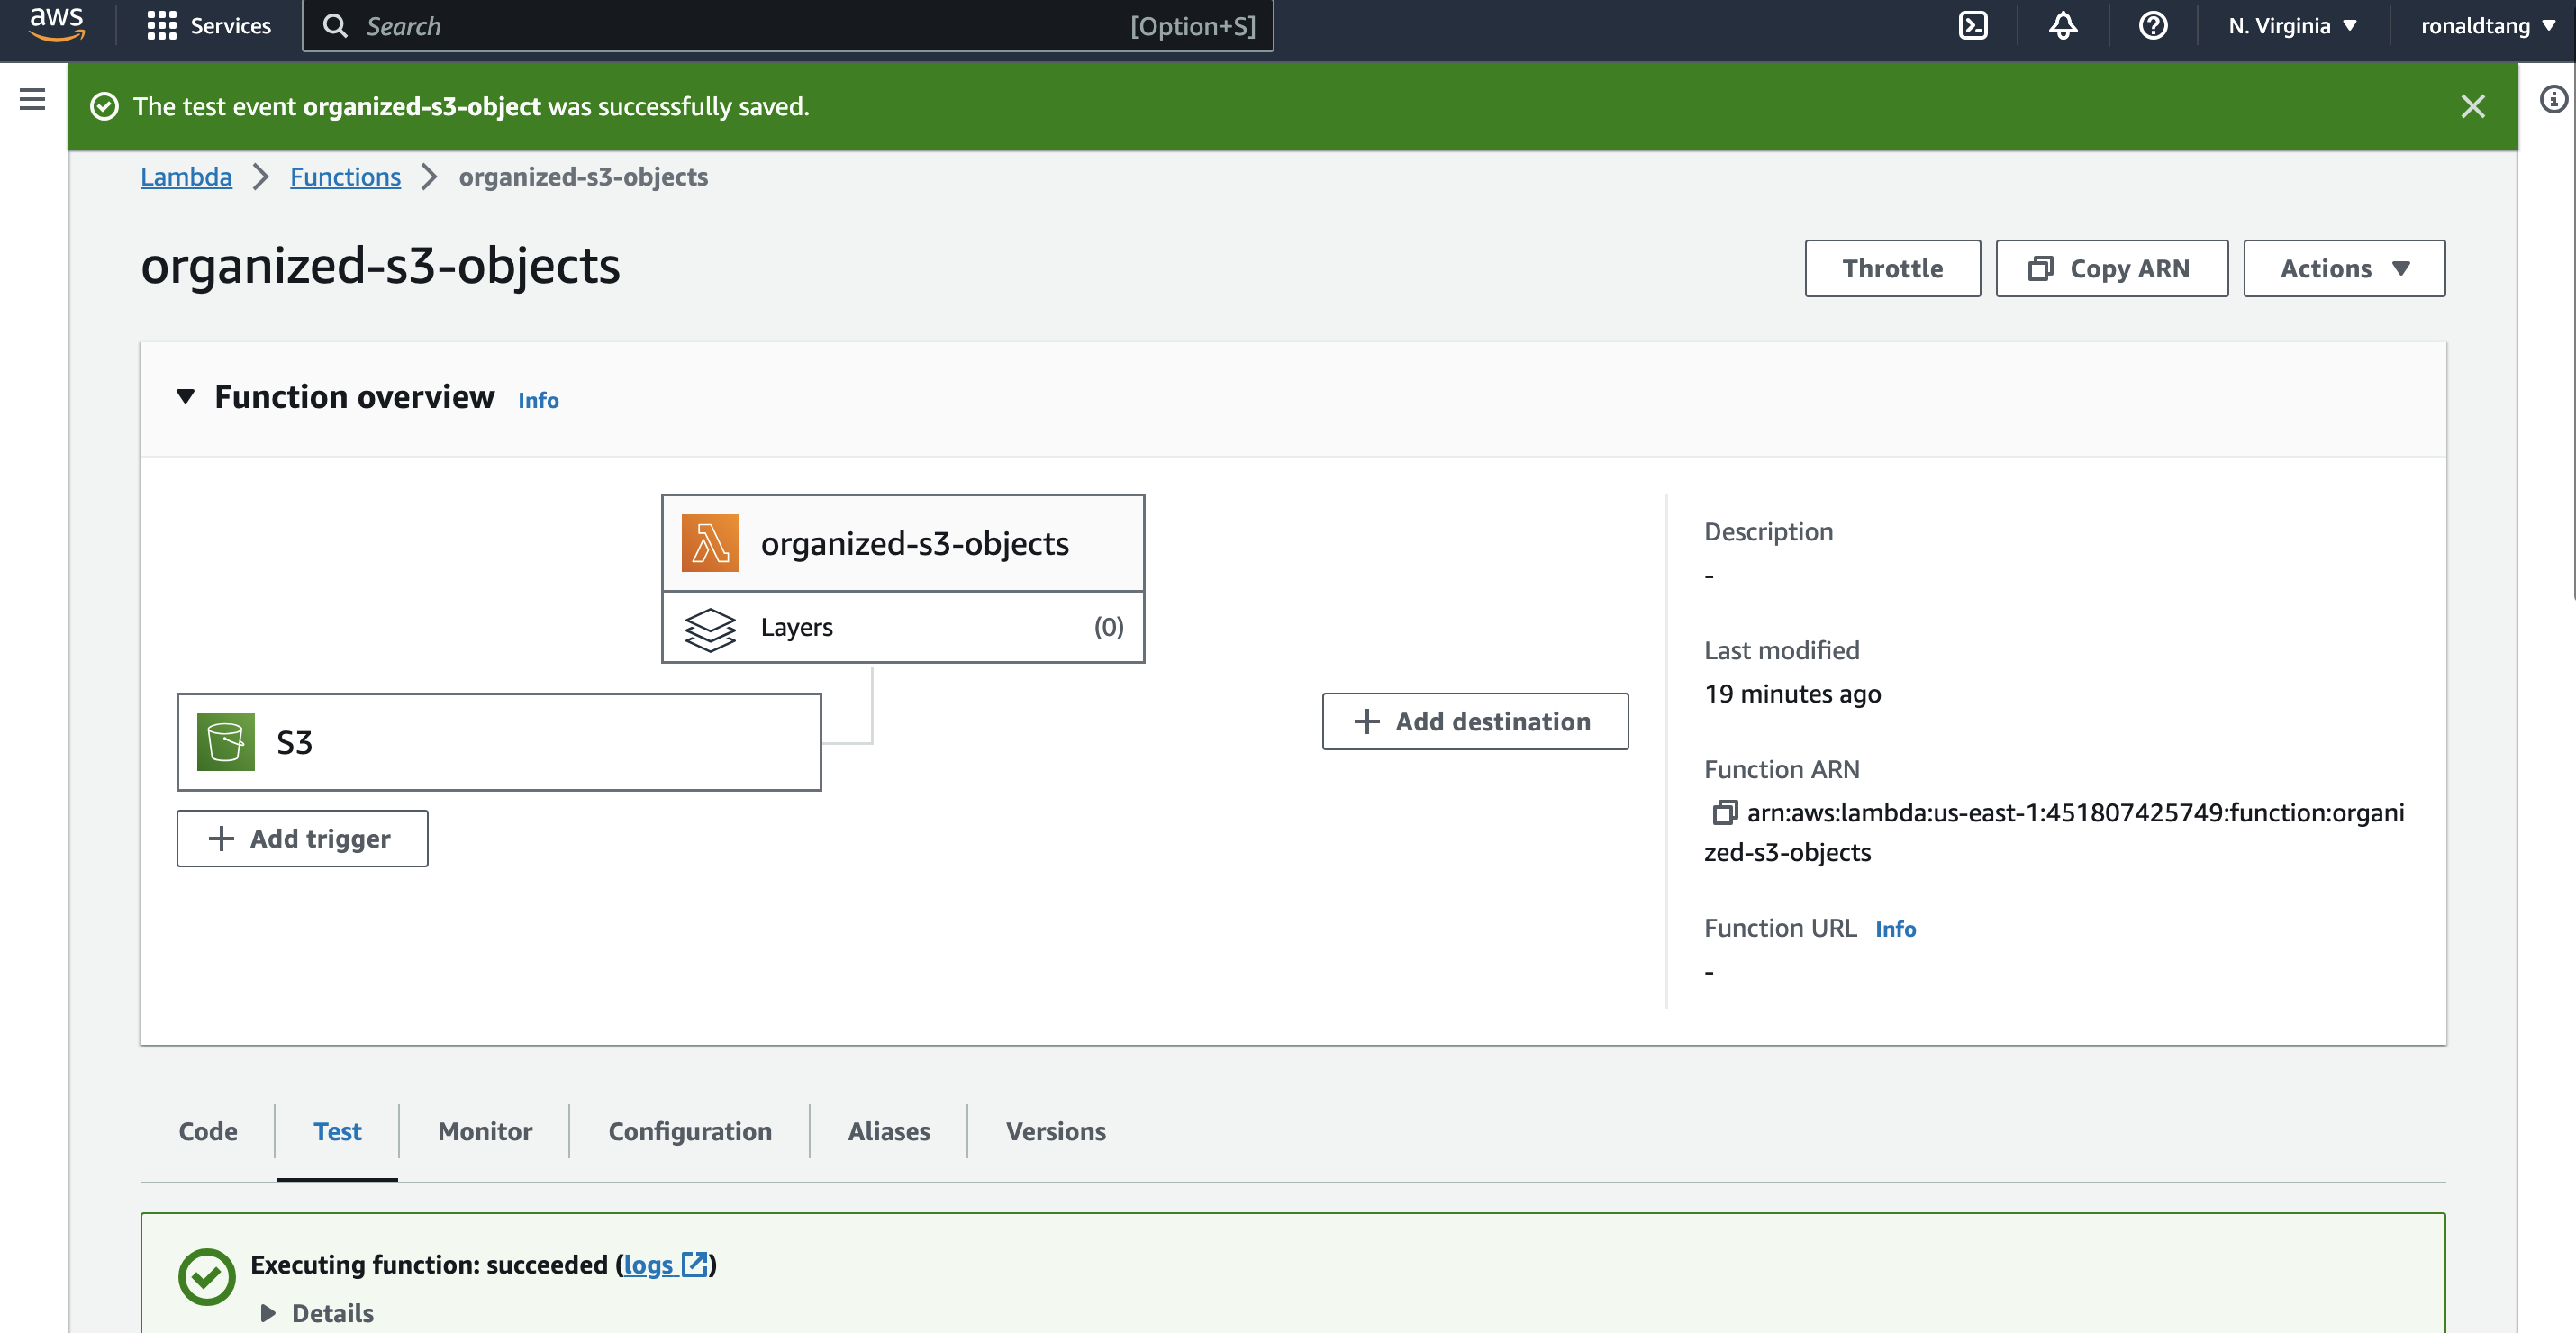 aws Services Search [Option+S] N. Virginia ronaldtang
The test event organized-s3-object was successfully saved.
Lambda Functions organized-s3-objects
organized-s3-objects Throttle Copy ARN Actions
Function overview Info
organized-s3-objects
Layers (0)
S3
Add trigger
Add destination
Description
-
Last modified
19 minutes ago
Function ARN
arn:aws:lambda:us-east-1:451807425749:function:organi
zed-s3-objects
Function URL Info
-
Code Test Monitor Configuration Aliases Versions
Executing function: succeeded (logs)
Details